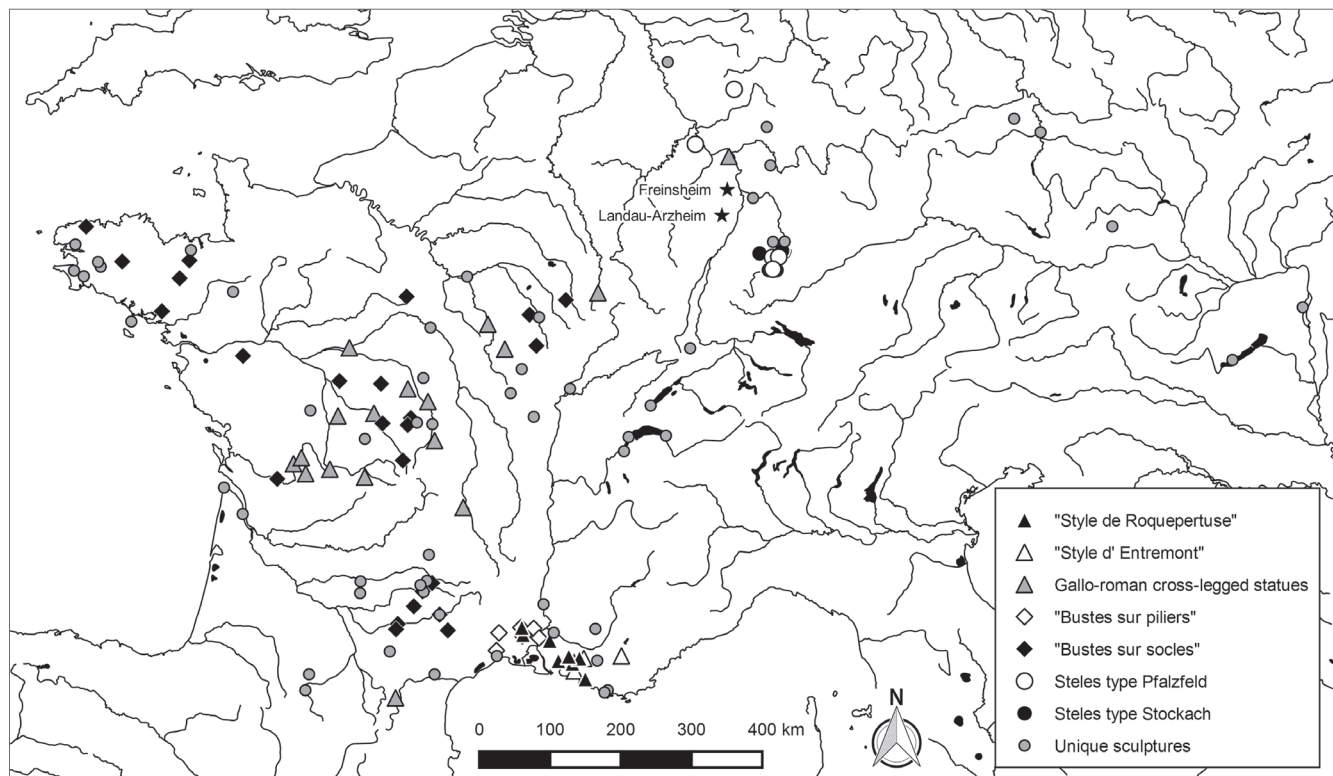 Freinsheim
Landau-Arzheim
"Style de Roquepertuse"
"Style d' Entremont"
Gallo-roman cross-legged statues
"Bustes sur piliers"
"Bustes sur socles"
Steles type Pfalzfeld
Steles type Stockach
Unique sculptures
N
0 100 200 300 400 km